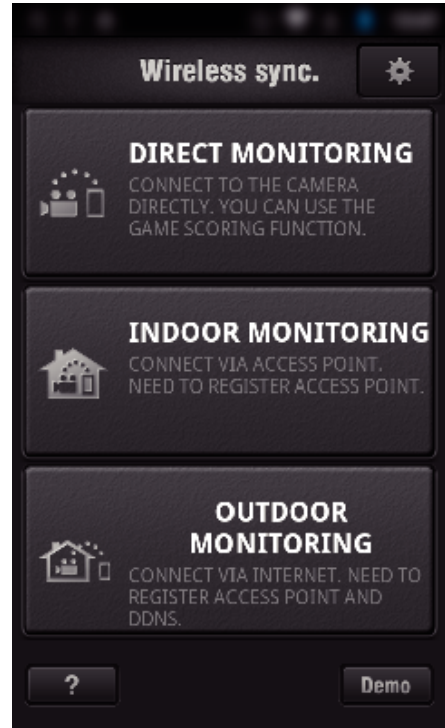 Wireless sync.
DIRECT MONITORING
CONNECT TO THE CAMERA
DIRECTLY. YOU CAN USE THE
GAME SCORING FUNCTION.
INDOOR MONITORING
CONNECT VIA ACCESS POINT.
NEED TO REGISTER ACCESS POINT.
OUTDOOR
MONITORING
CONNECT VIA INTERNET. NEED TO
REGISTER ACCESS POINT AND
DDNS.
?
Demo